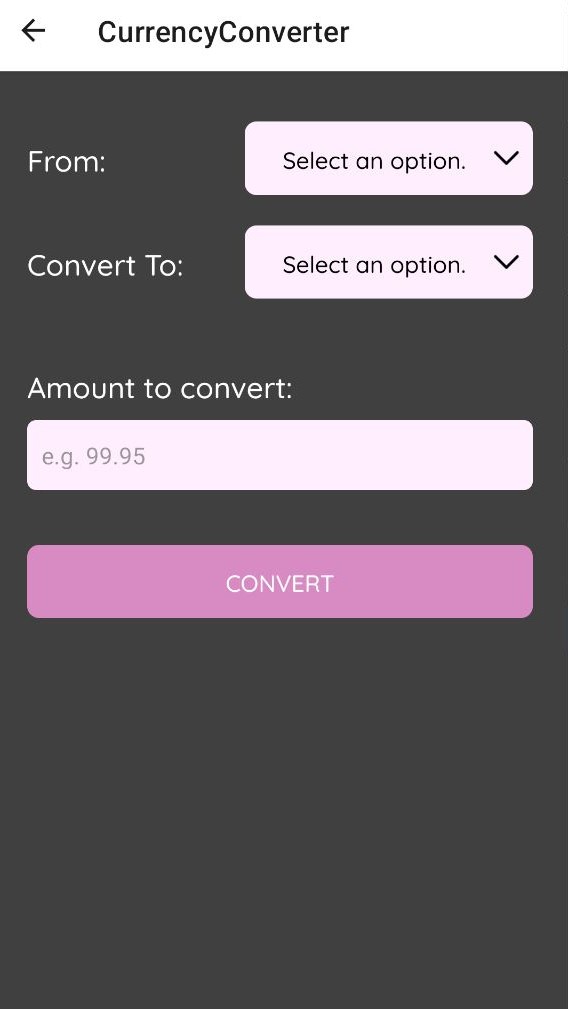 CurrencyConverter
From:
Select an option.
Convert To:
Select an option.
Amount to convert:
e.g. 99.95
CONVERT